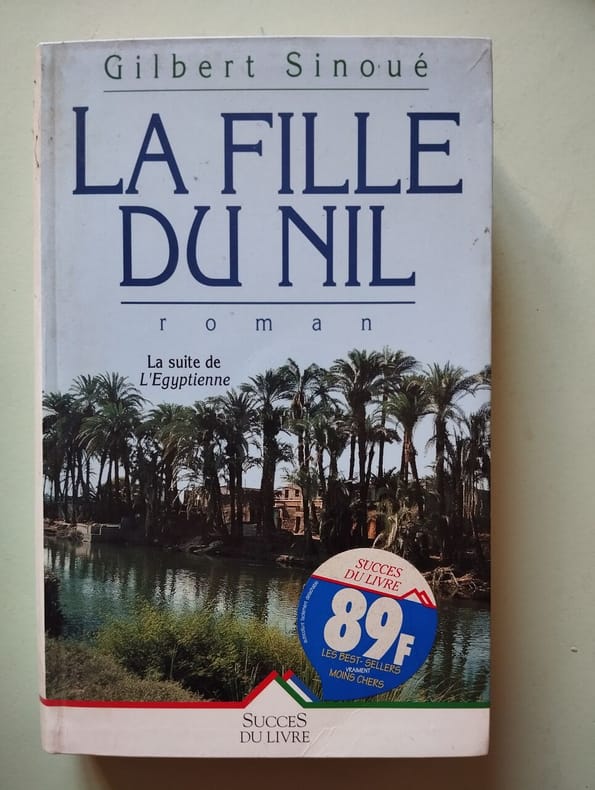 Gilbert Sinoué
LA FILLE
DU NIL
roman
La suite de
L'Egyptienne
SUCCES
DU LIVRE
89F
LES BEST-SELLERS
VRAIMENT
MOINS CHERS
SUCCES
DU LIVRE